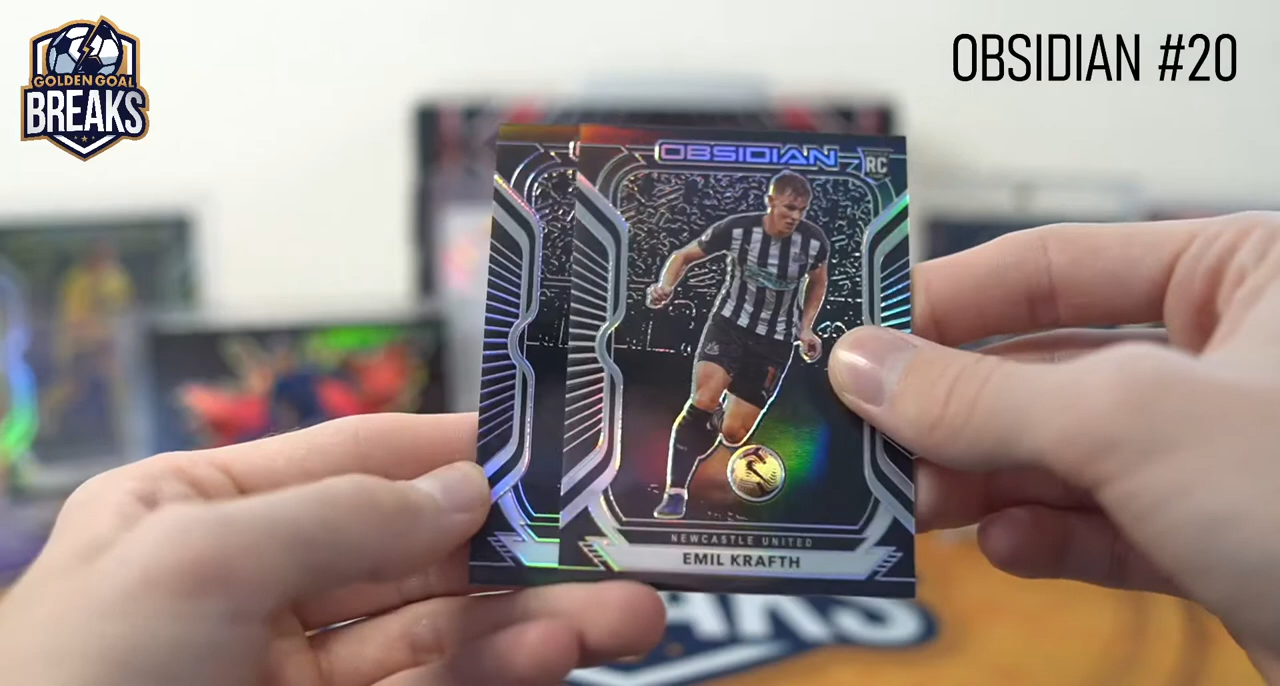 GOLDEN GOAL
BREAKS
OBSIDIAN #20
OBSIDIAN
RC
NEWCASTLE UNITED
EMIL KRAFTH